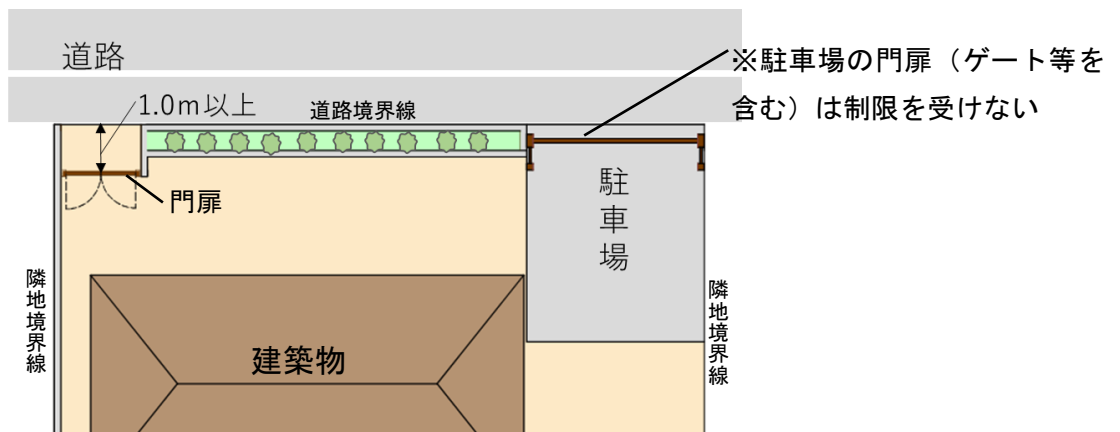 道路
※駐車場の門扉（ゲート等を
含む）は制限を受けない
1.0m以上
道路境界線
門扉
駐車場
隣地境界線
隣地境界線
建築物